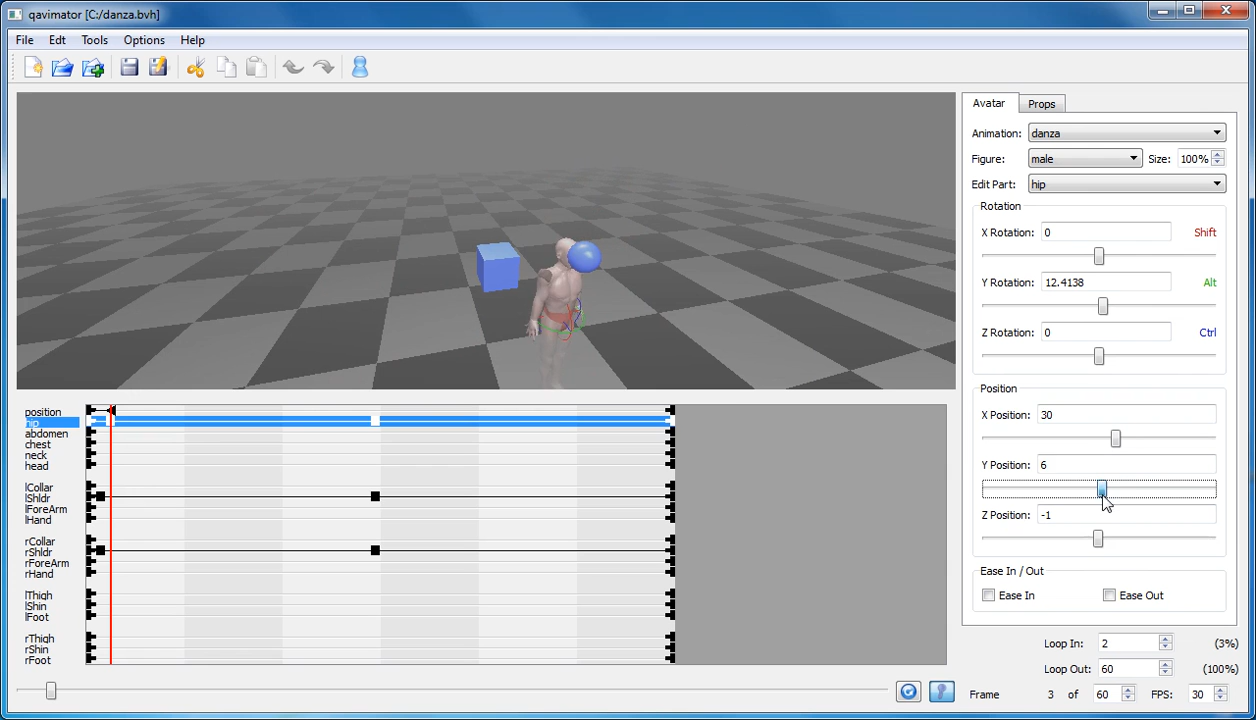 qavimator [C:/danza.bvh]
File Edit Tools Options Help
Avatar Props
Animation: danza
Figure: male Size: 100%
Edit Part: hip
Rotation
X Rotation: 0 Shift
Y Rotation: 12.4138 Alt
Z Rotation: 0 Ctrl
Position
X Position: 30
Y Position: 6
Z Position: -1
Ease In / Out
Ease In Ease Out
Loop In: 2 (3%)
Loop Out: 60 (100%)
Frame 3 of 60 FPS: 30
position
hip
abdomen
chest
neck
head
lCollar
lShldr
lForeArm
lHand
rCollar
rShldr
rForeArm
rHand
lThigh
lShin
lFoot
rThigh
rShin
rFoot